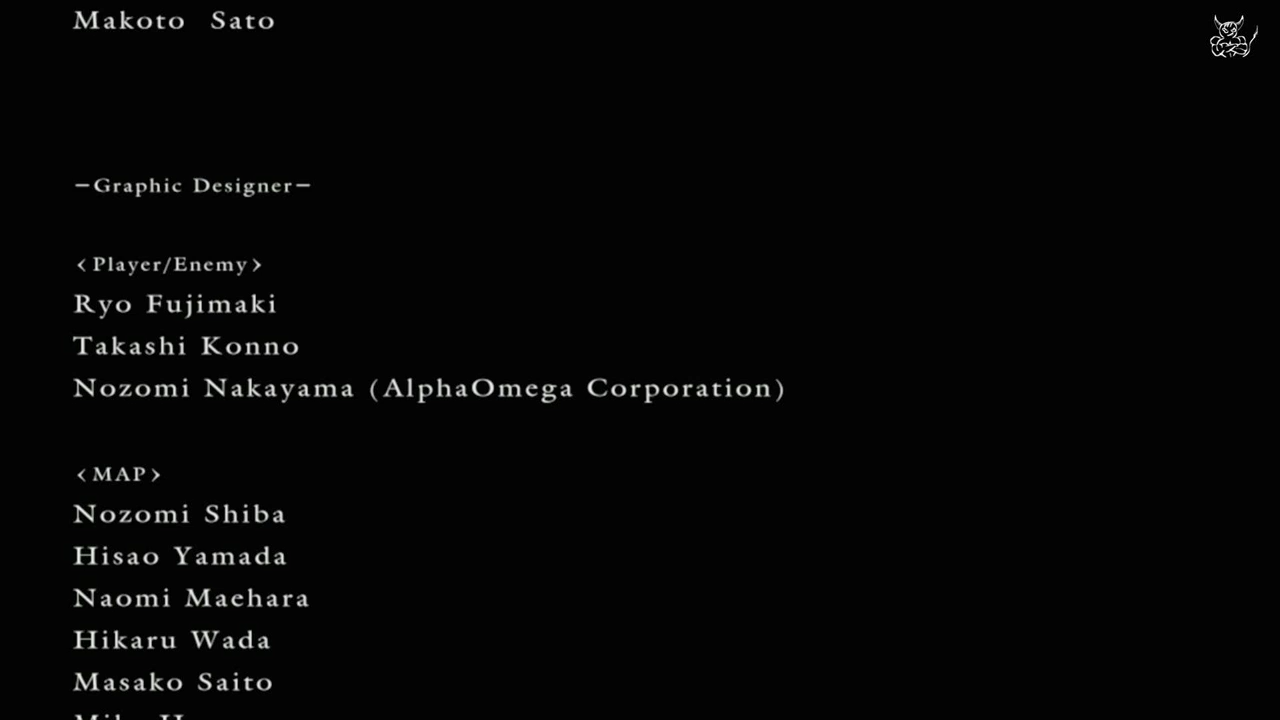 Makoto Sato
−Graphic Designer−
<Player/Enemy>
Ryo Fujimaki
Takashi Konno
Nozomi Nakayama (AlphaOmega Corporation)
<MAP>
Nozomi Shiba
Hisao Yamada
Naomi Maehara
Hikaru Wada
Masako Saito